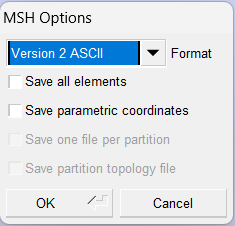 MSH Options
Version 2 ASCII Format
Save all elements
Save parametric coordinates
Save one file per partition
Save partition topology file
OK Cancel